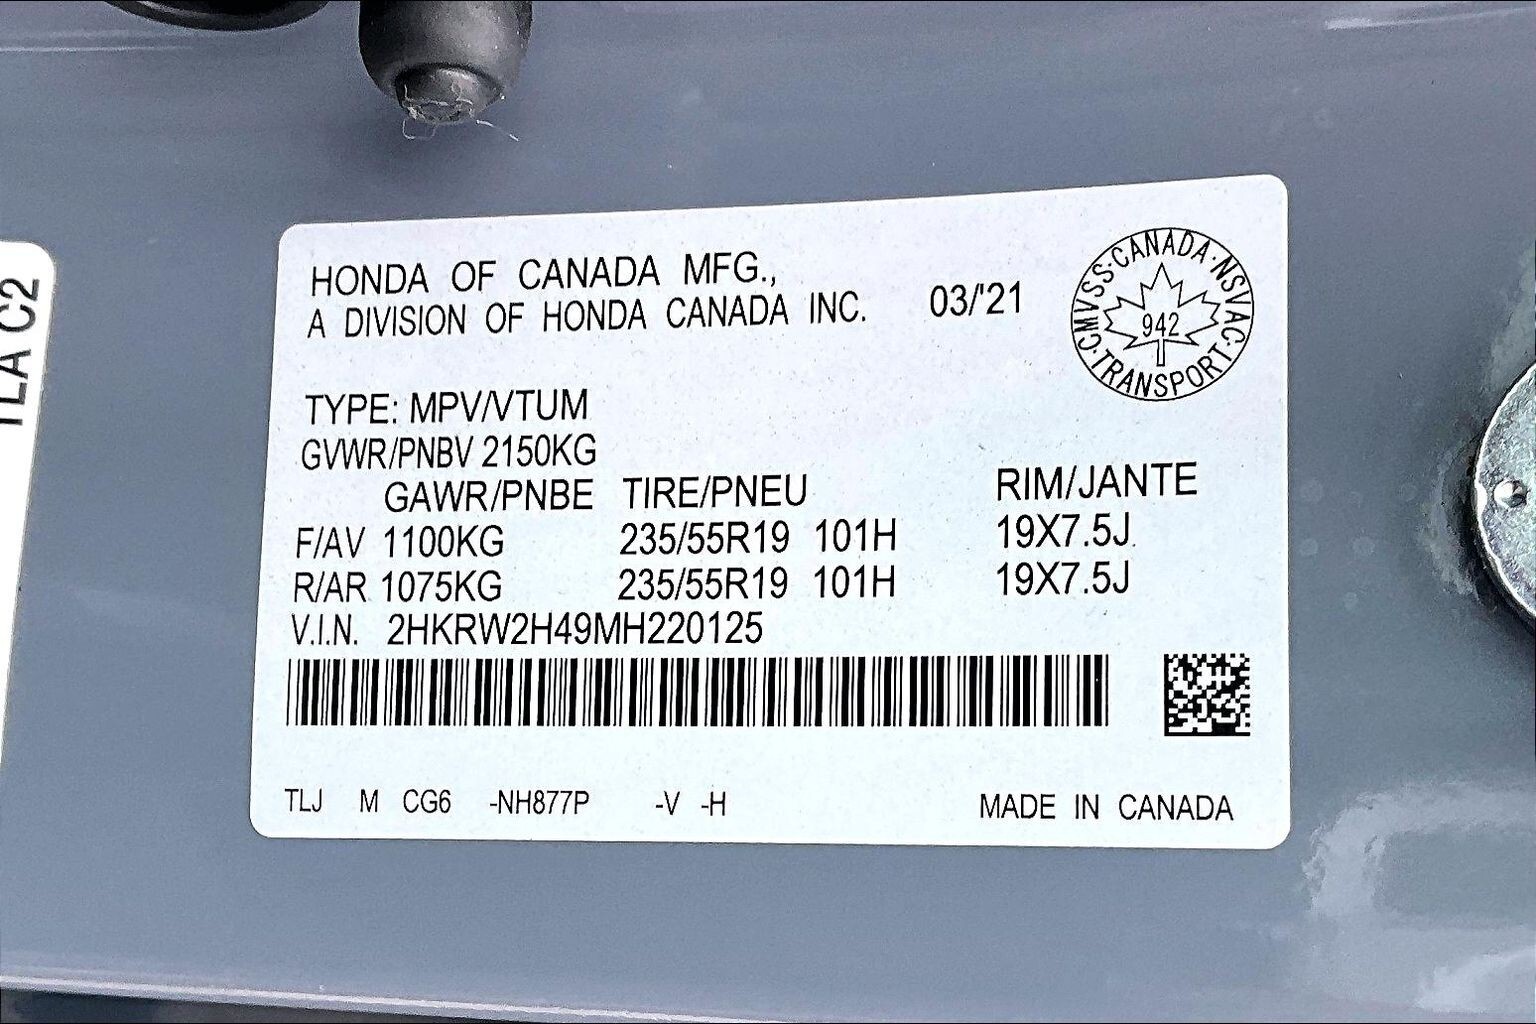 HONDA OF CANADA MFG.,
A DIVISION OF HONDA CANADA INC. 03/'21
CMVSS·CANADA·NSVAC·TRANSPORT·
942
TYPE: MPV/VTUM
GVWR/PNBV 2150KG
GAWR/PNBE TIRE/PNEU RIM/JANTE
F/AV 1100KG 235/55R19 101H 19X7.5J
R/AR 1075KG 235/55R19 101H 19X7.5J
V.I.N. 2HKRW2H49MH220125
TLJ M CG6 -NH877P -V -H MADE IN CANADA
TLA C2